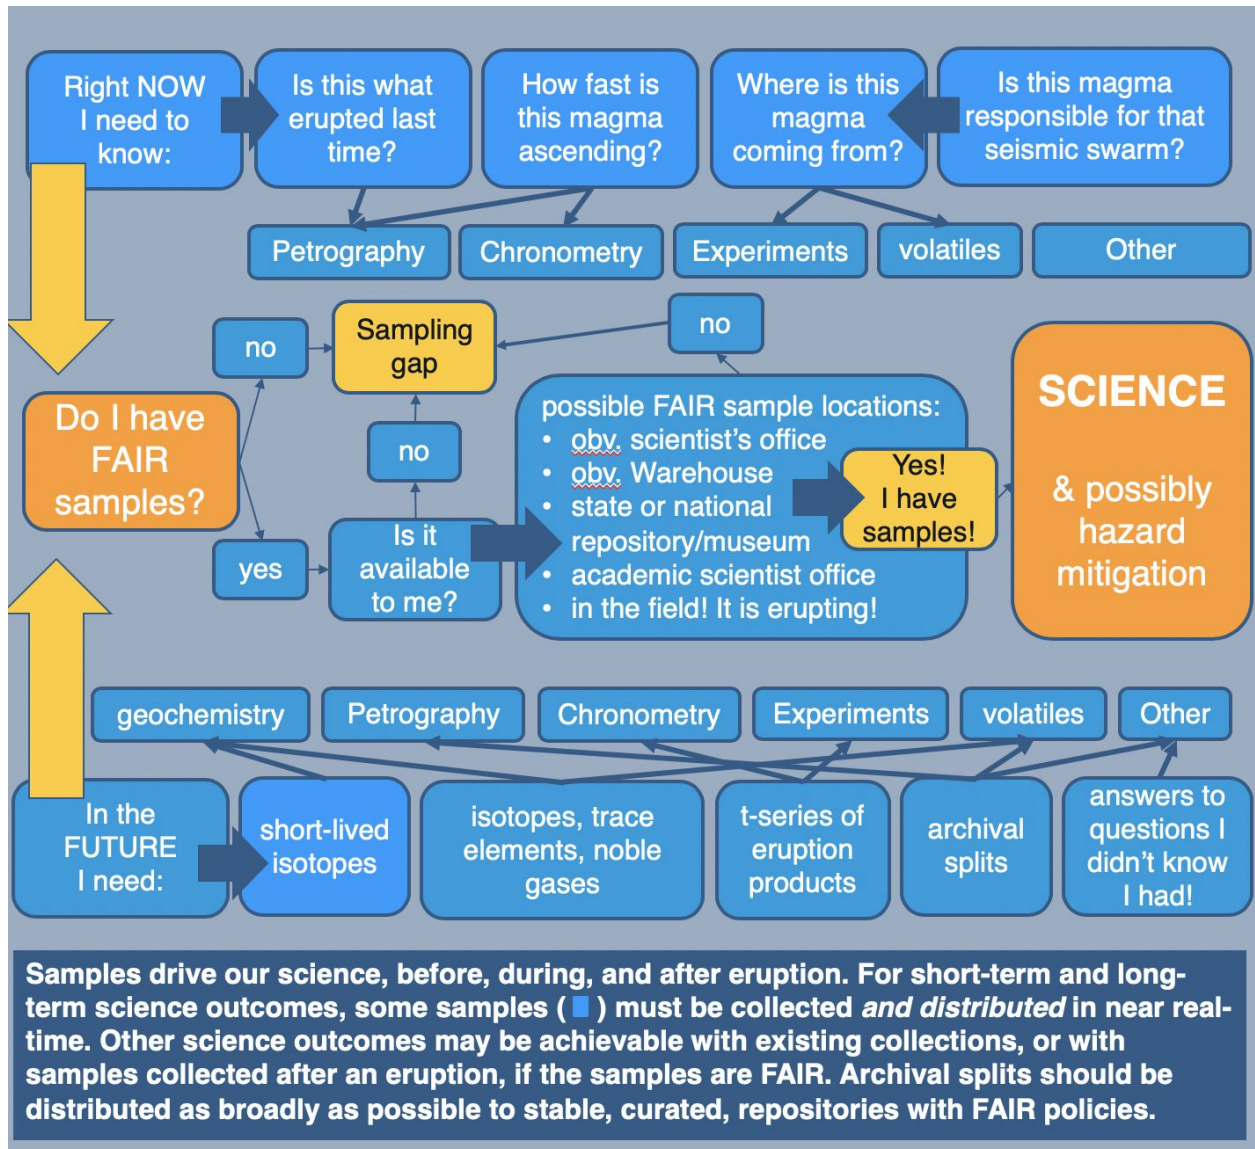 Right NOW
I need to
know:
Is this what
erupted last
time?
How fast is
this magma
ascending?
Where is this
magma
coming from?
Is this magma
responsible for that
seismic swarm?
Petrography
Chronometry
Experiments
volatiles
Other
no
Sampling
gap
no
Do I have
FAIR
samples?
no
yes
Is it
available
to me?
possible FAIR sample locations:
• obv. scientist's office
• obv. Warehouse
• state or national
repository/museum
• academic scientist office
• in the field! It is erupting!
Yes!
I have
samples!
SCIENCE
& possibly
hazard
mitigation
geochemistry
Petrography
Chronometry
Experiments
volatiles
Other
In the
FUTURE
I need:
short-lived
isotopes
isotopes, trace
elements, noble
gases
t-series of
eruption
products
archival
splits
answers to
questions I
didn't know
I had!
Samples drive our science, before, during, and after eruption. For short-term and long-
term science outcomes, some samples ( ) must be collected and distributed in near real-
time. Other science outcomes may be achievable with existing collections, or with
samples collected after an eruption, if the samples are FAIR. Archival splits should be
distributed as broadly as possible to stable, curated, repositories with FAIR policies.